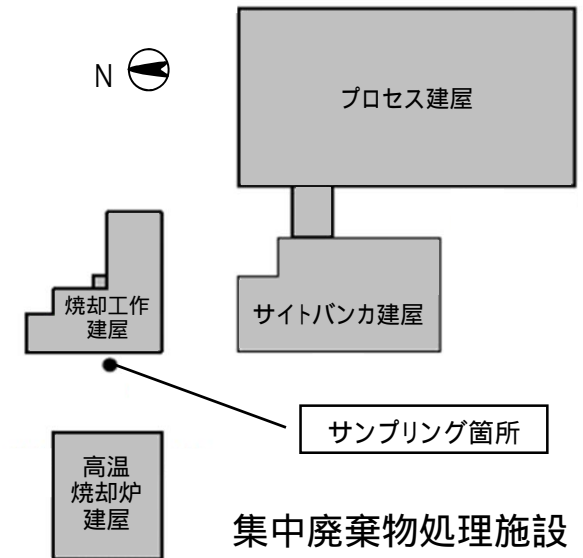 プロセス建屋
N
焼却工作
建屋
サイトバンカ建屋
サンプリング箇所
高温
焼却炉
建屋
集中廃棄物処理施設